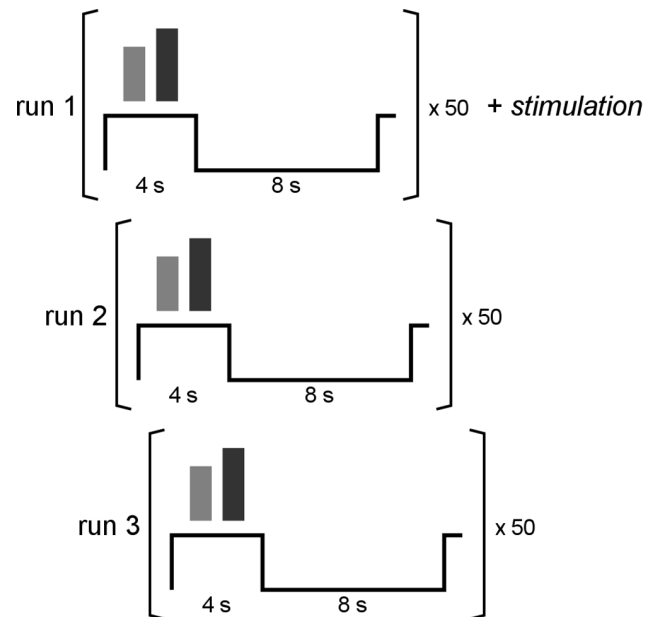 run 1 x 50 + stimulation
4 s 8 s
run 2 x 50
4 s 8 s
run 3 x 50
4 s 8 s